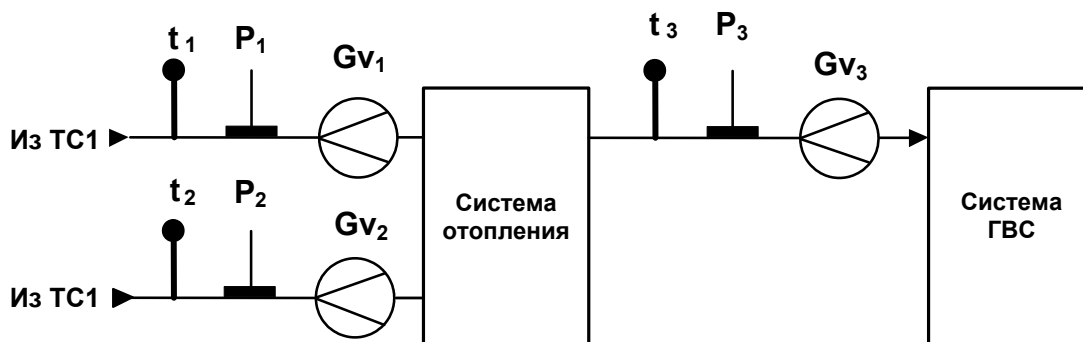 t 1 P1 Gv1
t 3 P3 Gv3
Из ТС1
t 2 P2 Gv2
Система
отопления
Система
ГВС
Из ТС1